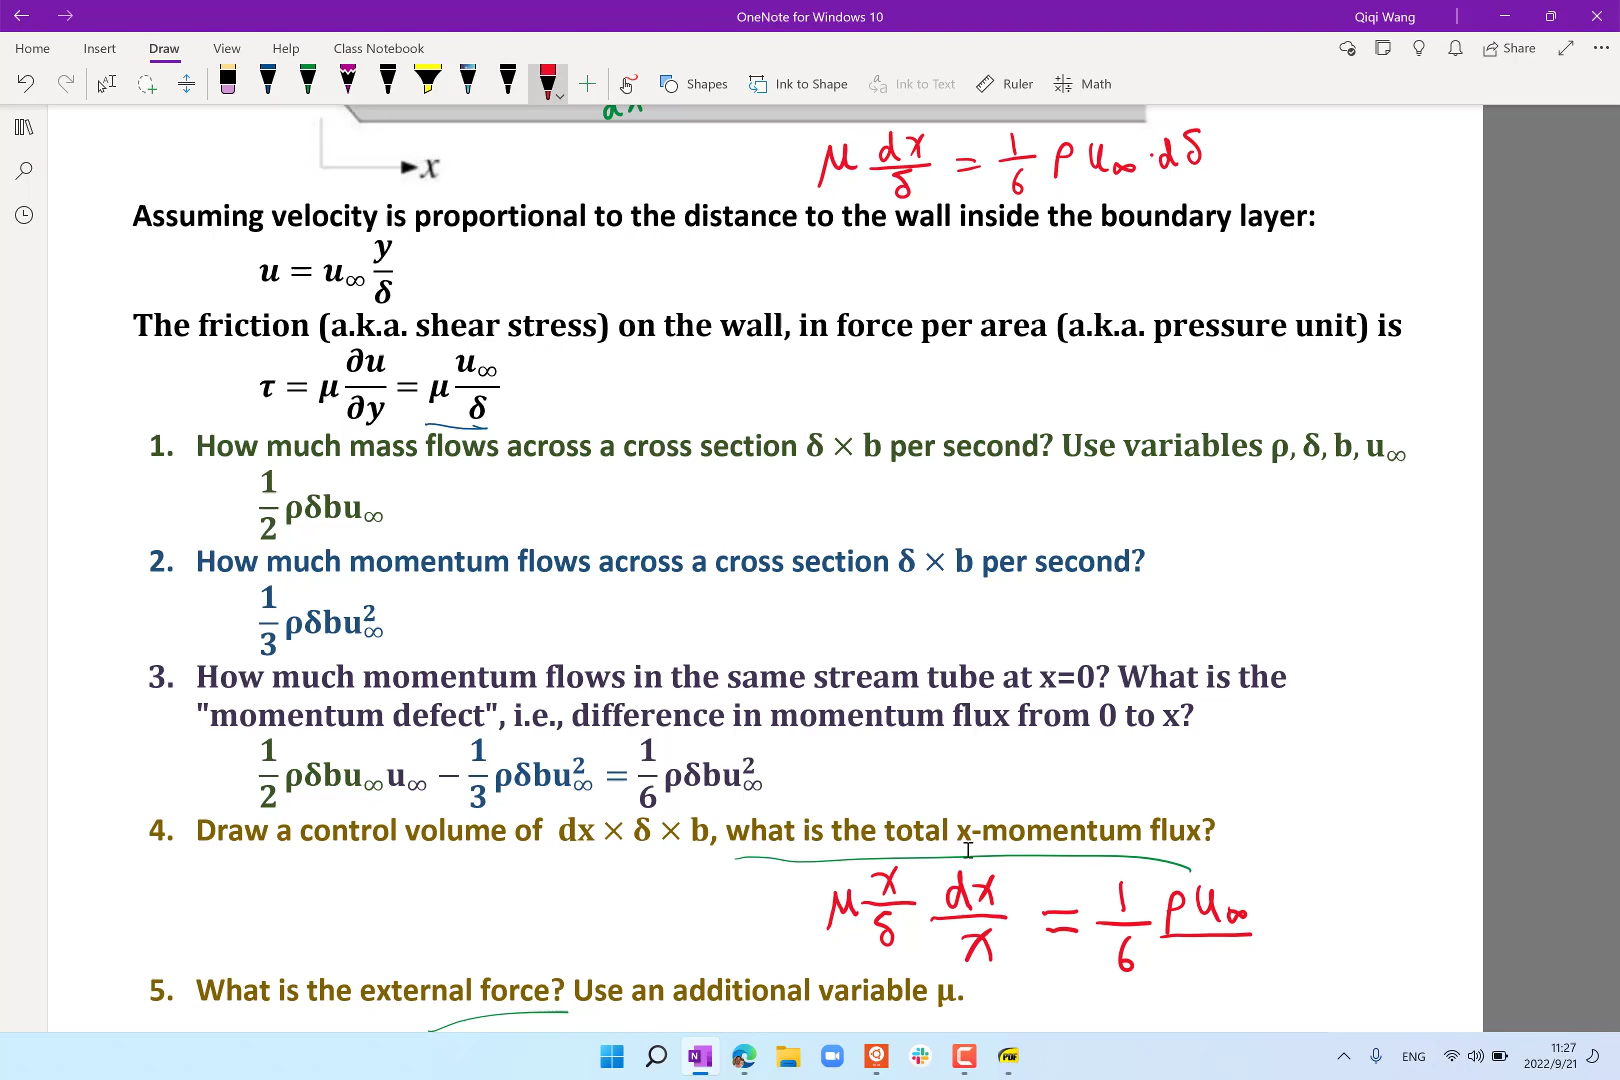 OneNote for Windows 10
Qiqi Wang
Home Insert Draw View Help Class Notebook
Share
Shapes Ink to Shape Ink to Text Ruler Math
dx
x
μ dx/δ = 1/6 ρ u∞ · dδ
Assuming velocity is proportional to the distance to the wall inside the boundary layer:
u = u∞ y/δ
The friction (a.k.a. shear stress) on the wall, in force per area (a.k.a. pressure unit) is
τ = μ ∂u/∂y = μ u∞/δ
1. How much mass flows across a cross section δ × b per second? Use variables ρ, δ, b, u∞
1/2 ρδbu∞
2. How much momentum flows across a cross section δ × b per second?
1/3 ρδbu∞²
3. How much momentum flows in the same stream tube at x=0? What is the
"momentum defect", i.e., difference in momentum flux from 0 to x?
1/2 ρδbu∞u∞ − 1/3 ρδbu∞² = 1/6 ρδbu∞²
4. Draw a control volume of dx × δ × b, what is the total x-momentum flux?
μ x/δ dx/x = 1/6 ρu∞
5. What is the external force? Use an additional variable μ.
PDF
ENG
11:27
2022/9/21